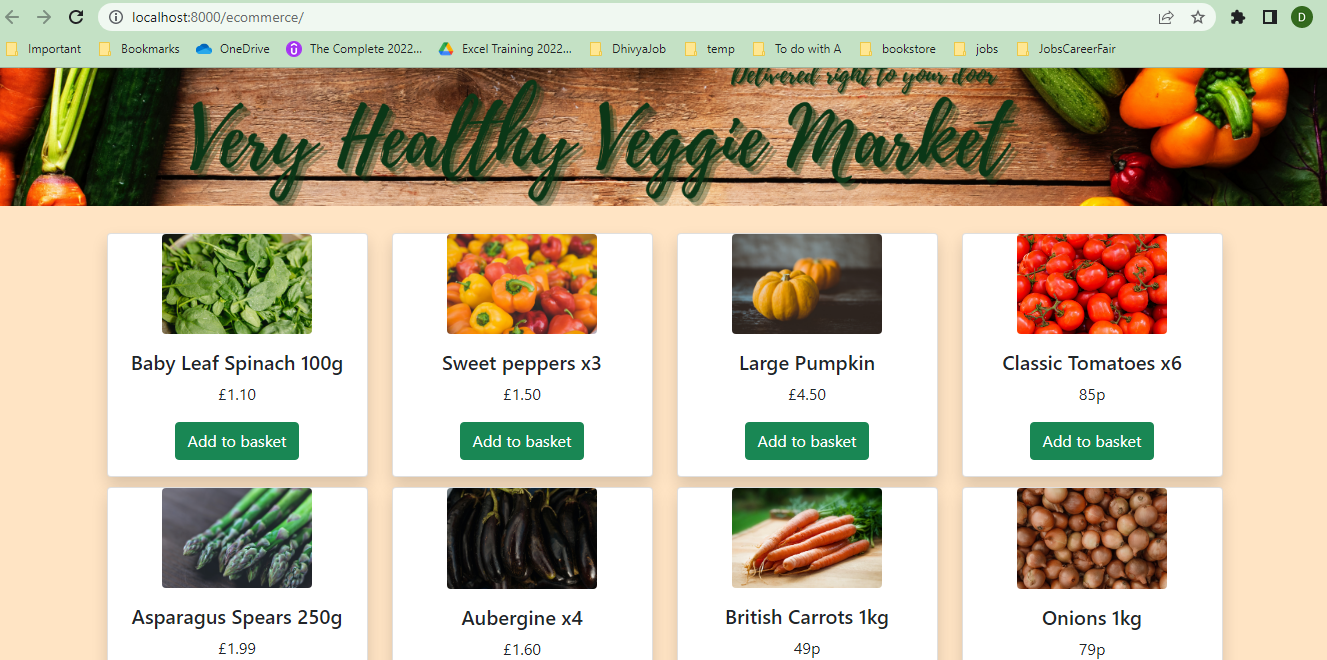 localhost:8000/ecommerce/
D
Important Bookmarks OneDrive The Complete 2022... Excel Training 2022... DhivyaJob temp To do with A bookstore jobs JobsCareerFair
Delivered right to your door
Very Healthy Veggie Market
Baby Leaf Spinach 100g
£1.10
Add to basket
Sweet peppers x3
£1.50
Add to basket
Large Pumpkin
£4.50
Add to basket
Classic Tomatoes x6
85p
Add to basket
Asparagus Spears 250g
£1.99
Aubergine x4
£1.60
British Carrots 1kg
49p
Onions 1kg
79p